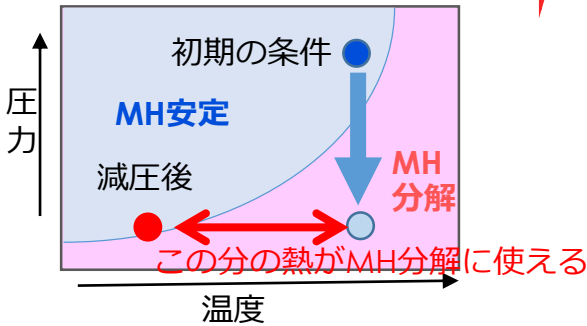 初期の条件
圧力
MH安定
減圧後
MH
分解
この分の熱がMH分解に使える
温度